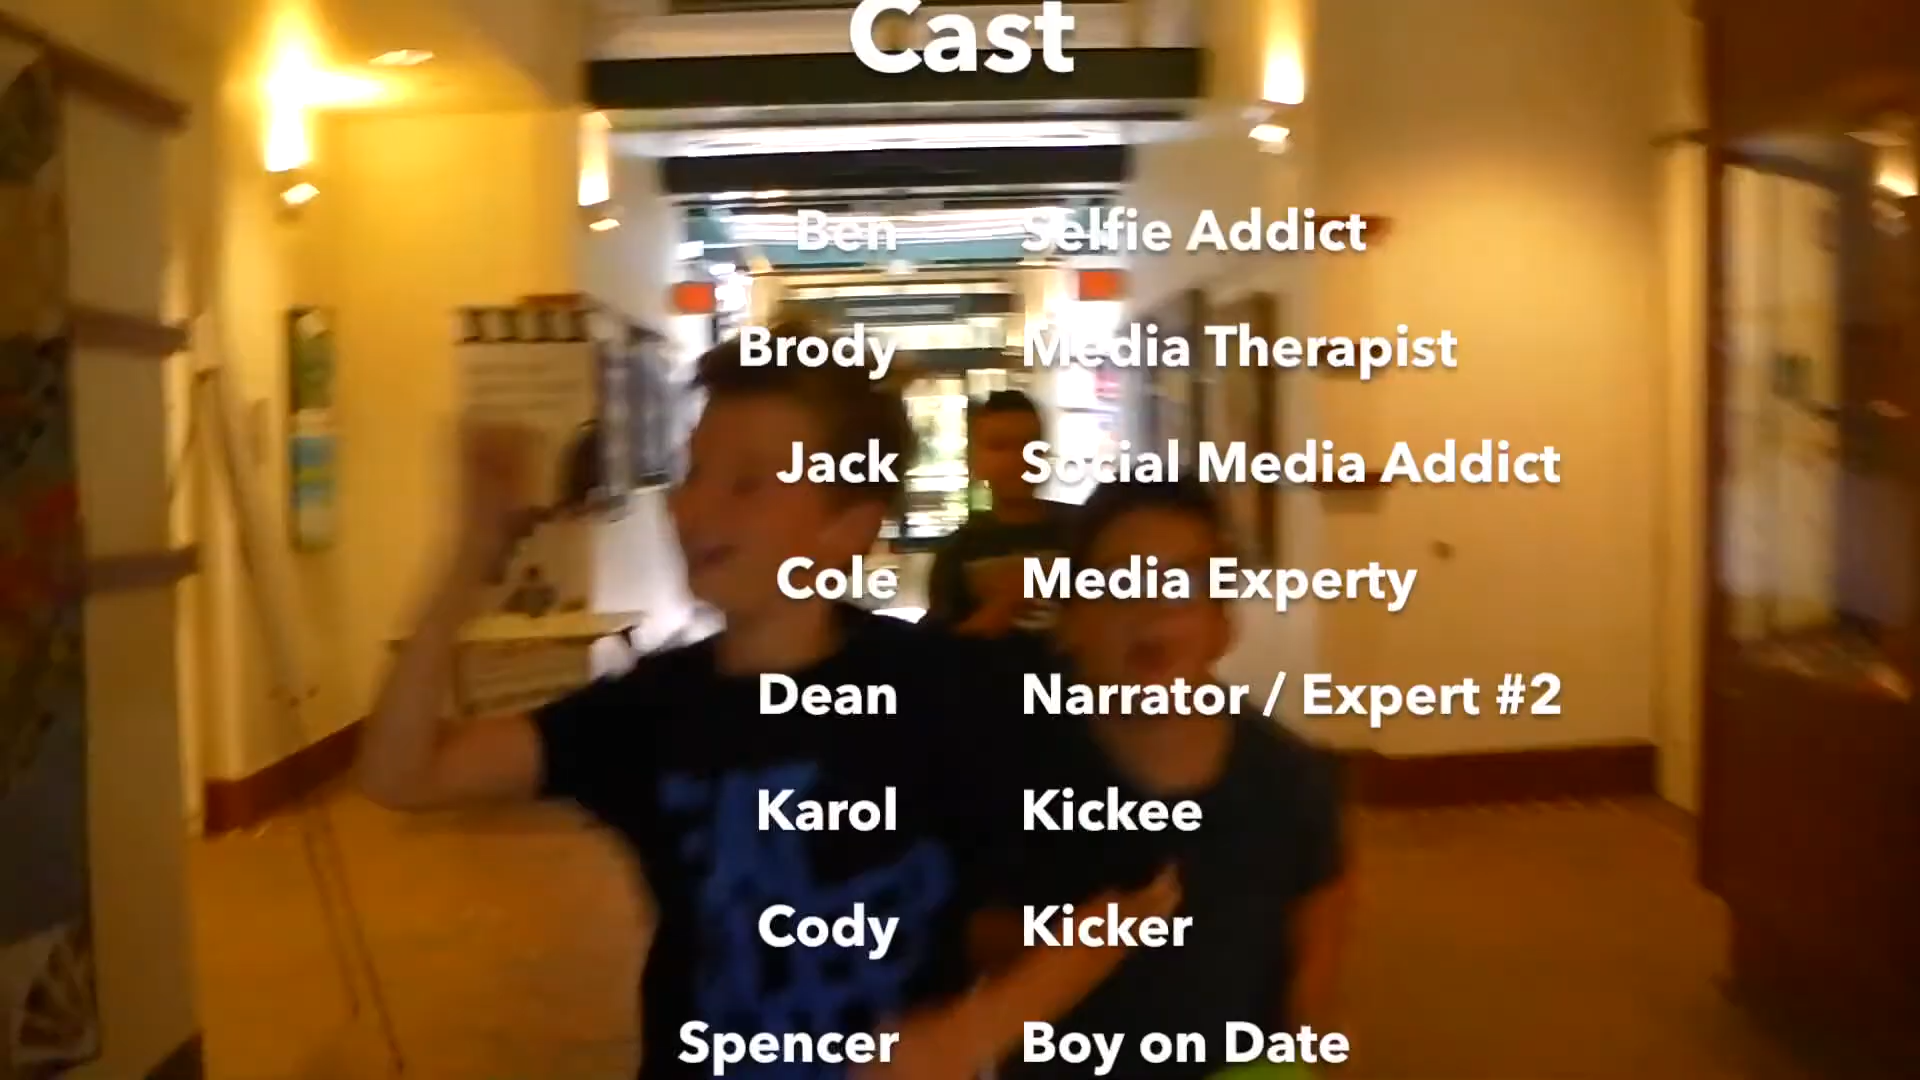 Cast
Ben Selfie Addict
Brody Media Therapist
Jack Social Media Addict
Cole Media Experty
Dean Narrator / Expert #2
Karol Kickee
Cody Kicker
Spencer Boy on Date